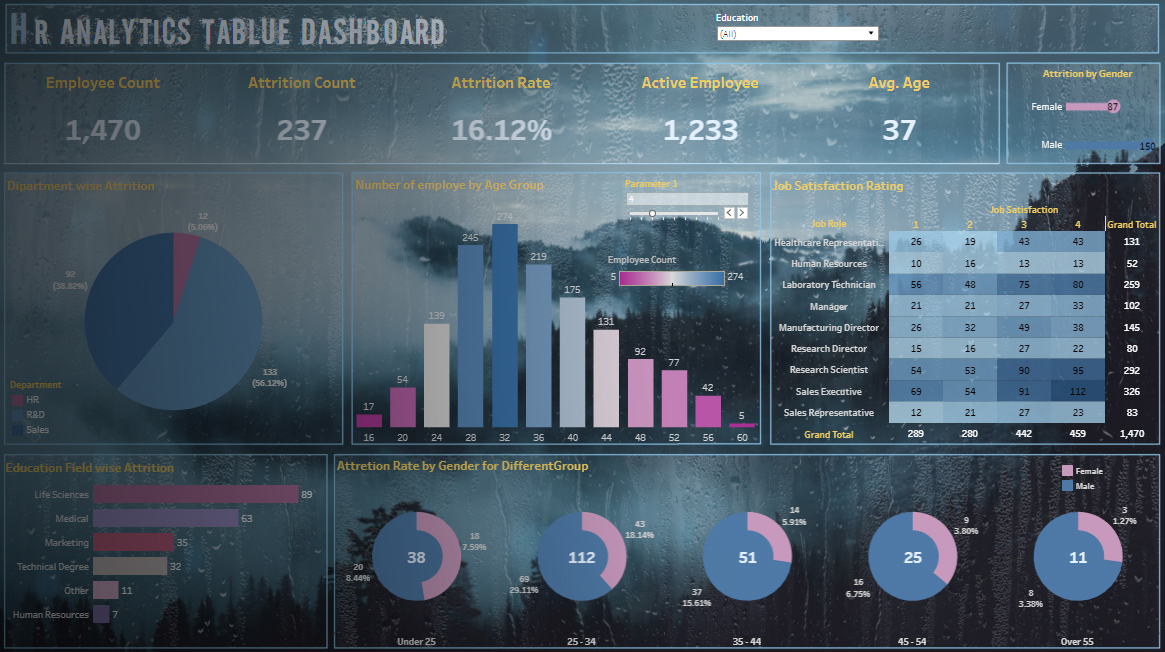 HR ANALYTICS TABLUE DASHBOARD
Education
(All)
Employee Count
Attrition Count
Attrition Rate
Active Employee
Avg. Age
1,470
237
16.12%
1,233
37
Attrition by Gender
Female 87
Male 150
Dipartment wise Attrition
12
(5.06%)
92
(38.82%)
133
(56.12%)
Department
HR
R&D
Sales
Number of employe by Age Group
Parameter 1
4
Employee Count
5 274
17 54 139 245 274 219 175 131 92 77 42 5
16 20 24 28 32 36 40 44 48 52 56 60
Job Satisfaction Rating
Job Satisfaction
Job Role 1 2 3 4 Grand Total
Healthcare Representati.. 26 19 43 43 131
Human Resources 10 16 13 13 52
Laboratory Technician 56 48 75 80 259
Manager 21 21 27 33 102
Manufacturing Director 26 32 49 38 145
Research Director 15 16 27 22 80
Research Scientist 54 53 90 95 292
Sales Executive 69 54 91 112 326
Sales Representative 12 21 27 23 83
Grand Total 289 280 442 459 1,470
Education Field wise Attrition
Life Sciences 89
Medical 63
Marketing 35
Technical Degree 32
Other 11
Human Resources 7
Attretion Rate by Gender for DifferentGroup
Female
Male
38
18
7.59%
20
8.44%
Under 25
112
43
18.14%
69
29.11%
25 - 34
51
14
5.91%
37
15.61%
35 - 44
25
9
3.80%
16
6.75%
45 - 54
11
3
1.27%
8
3.38%
Over 55